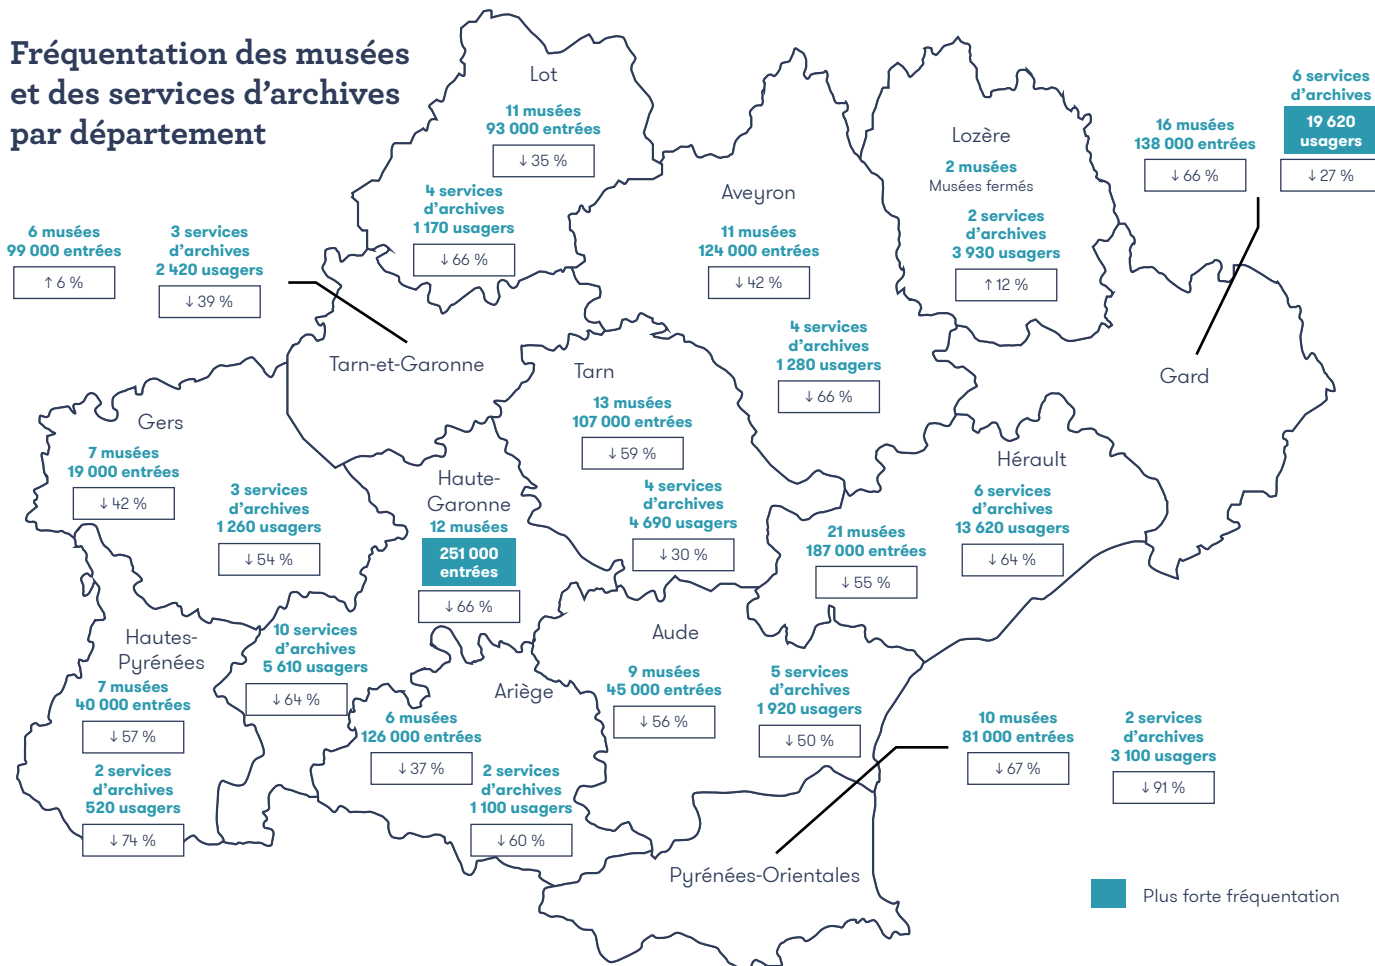 Fréquentation des musées
et des services d'archives
par département
Lot
11 musées
93 000 entrées
↓ 35 %
4 services
d'archives
1 170 usagers
↓ 66 %
Aveyron
11 musées
124 000 entrées
↓ 42 %
4 services
d'archives
1 280 usagers
↓ 66 %
Lozère
2 musées
Musées fermés
2 services
d'archives
3 930 usagers
↑ 12 %
16 musées
138 000 entrées
↓ 66 %
6 services
d'archives
19 620
usagers
↓ 27 %
Gard
6 musées
99 000 entrées
↑ 6 %
3 services
d'archives
2 420 usagers
↓ 39 %
Tarn-et-Garonne
Tarn
13 musées
107 000 entrées
↓ 59 %
4 services
d'archives
4 690 usagers
↓ 30 %
Gers
7 musées
19 000 entrées
↓ 42 %
3 services
d'archives
1 260 usagers
↓ 54 %
Haute-
Garonne
12 musées
251 000
entrées
↓ 66 %
10 services
d'archives
5 610 usagers
↓ 64 %
Hérault
6 services
d'archives
13 620 usagers
↓ 64 %
21 musées
187 000 entrées
↓ 55 %
Hautes-
Pyrénées
7 musées
40 000 entrées
↓ 57 %
2 services
d'archives
520 usagers
↓ 74 %
Ariège
6 musées
126 000 entrées
↓ 37 %
2 services
d'archives
1 100 usagers
↓ 60 %
Aude
9 musées
45 000 entrées
↓ 56 %
5 services
d'archives
1 920 usagers
↓ 50 %
10 musées
81 000 entrées
↓ 67 %
2 services
d'archives
3 100 usagers
↓ 91 %
Pyrénées-Orientales
Plus forte fréquentation